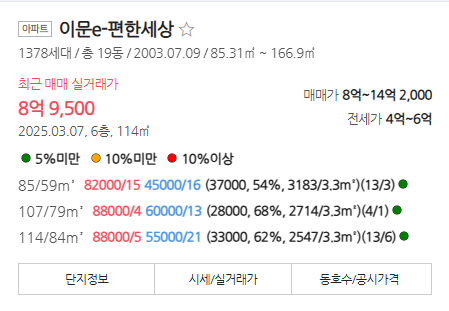 아파트 이문e-편한세상
1378세대 / 총 19동 / 2003.07.09 / 85.31㎡ ~ 166.9㎡
최근 매매 실거래가
8억 9,500
2025.03.07, 6층, 114㎡
매매가 8억~14억 2,000
전세가 4억~6억
5%미만 10%미만 10%이상
85/59㎡ 82000/15 45000/16 (37000, 54%, 3183/3.3㎡)(13/3)
107/79㎡ 88000/4 60000/13 (28000, 68%, 2714/3.3㎡)(4/1)
114/84㎡ 88000/5 55000/21 (33000, 62%, 2547/3.3㎡)(13/6)
단지정보 시세/실거래가 동호수/공시가격